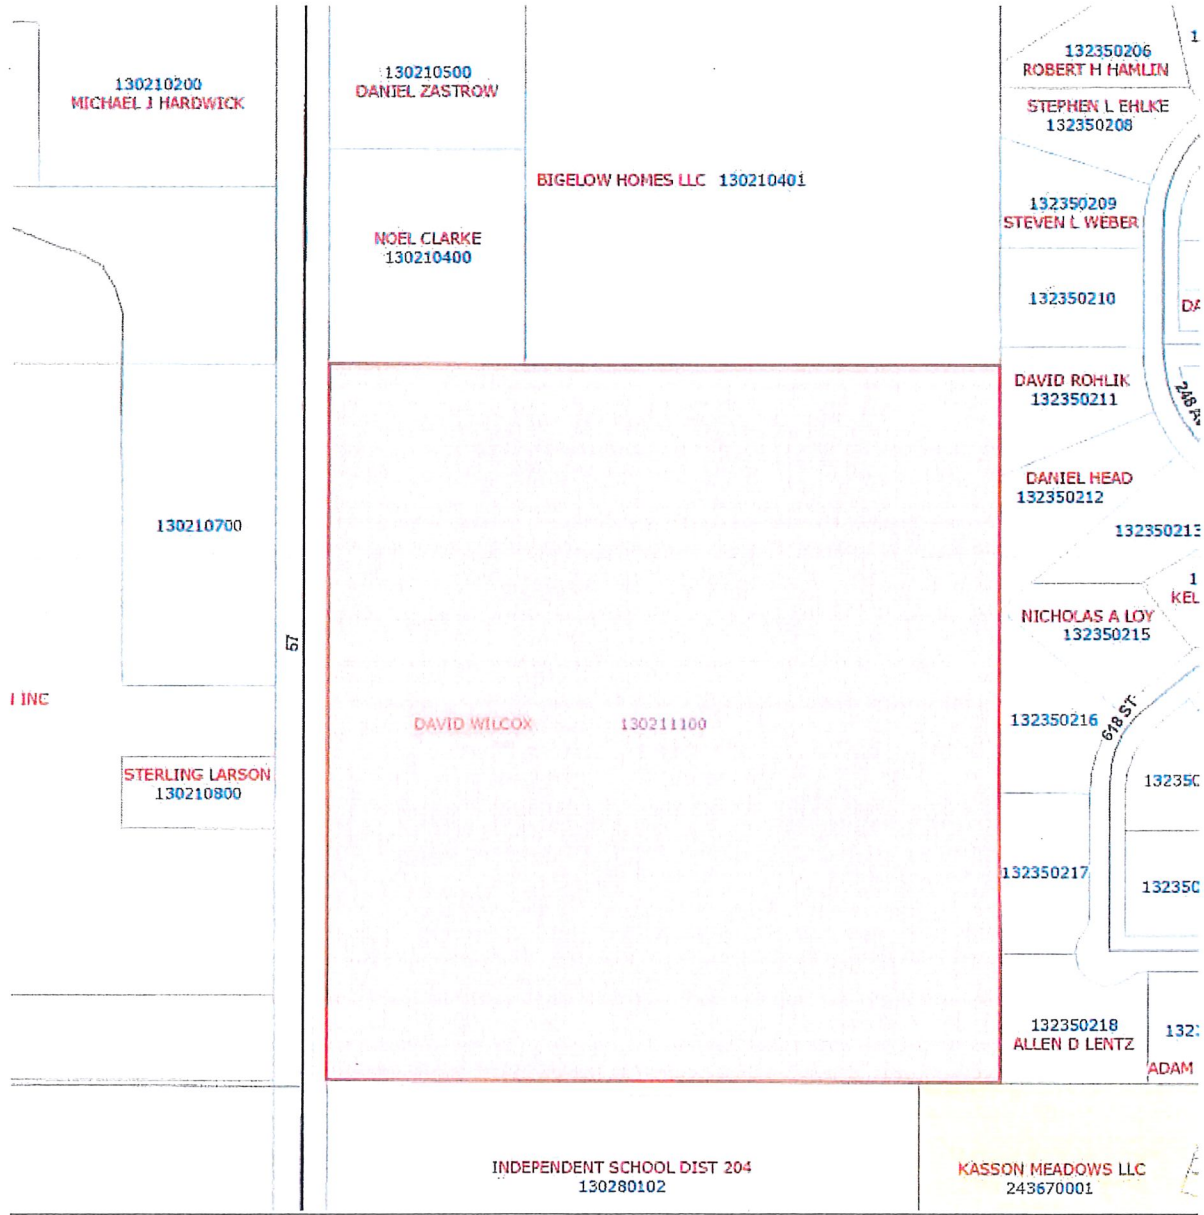 130210200
MICHAEL J HARDWICK
130210500
DANIEL ZASTROW
132350206
ROBERT H HAMLIN
STEPHEN L EHLKE
132350208
BIGELOW HOMES LLC 130210401
132350209
STEVEN L WEBER
NOEL CLARKE
130210400
132350210
DAVID ROHLIK
132350211
DANIEL HEAD
132350212
130210700
132350213
NICHOLAS A LOY
132350215
57
INC
DAVID WILCOX 130211100
132350216
618 ST
STERLING LARSON
130210800
132350217
132350218
ALLEN D LENTZ
ADAM
INDEPENDENT SCHOOL DIST 204
130280102
KASSON MEADOWS LLC
243670001